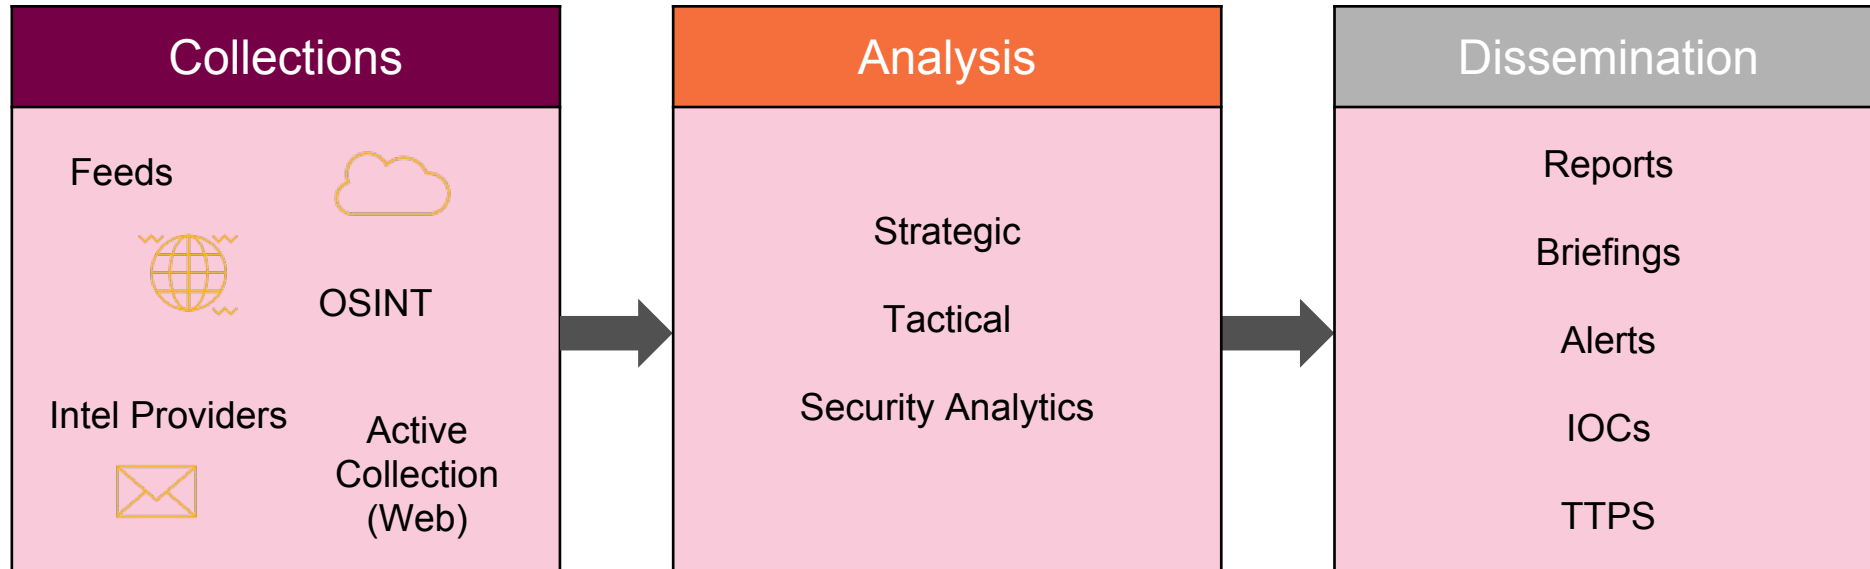 Collections
Feeds
OSINT
Intel Providers
Active
Collection
(Web)
Analysis
Strategic
Tactical
Security Analytics
Dissemination
Reports
Briefings
Alerts
IOCs
TTPS